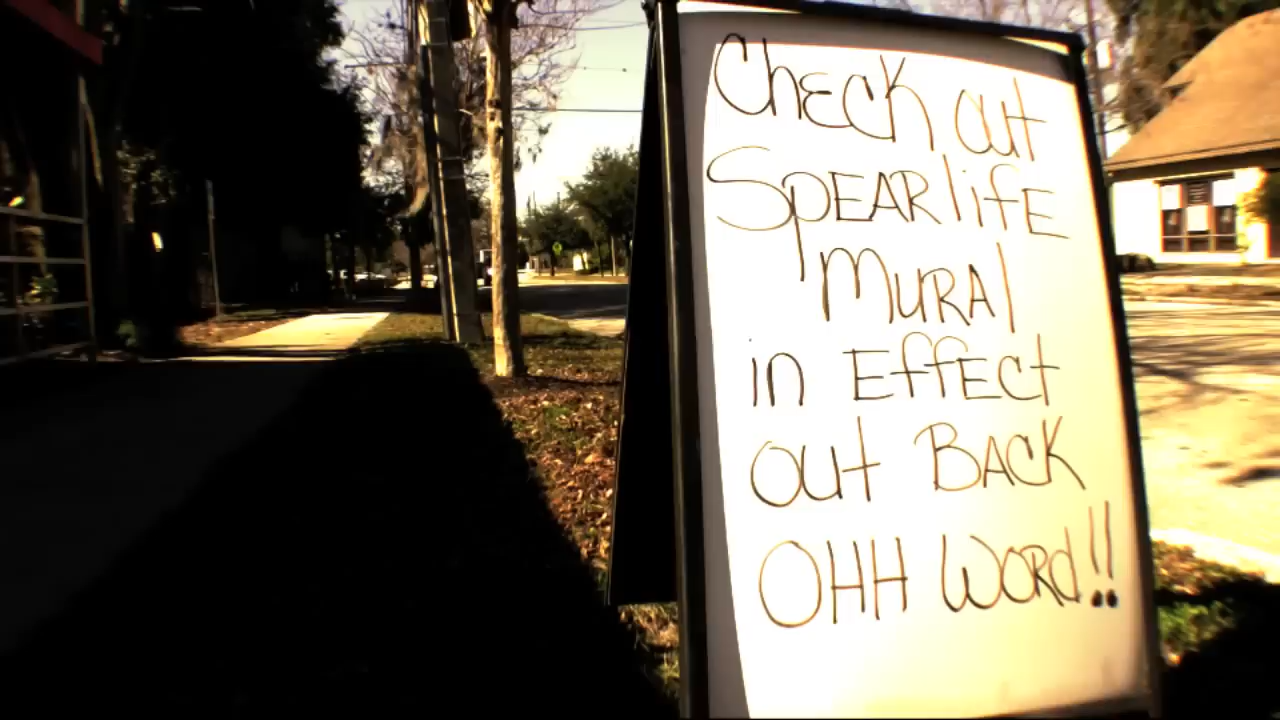 Check out
SpEARlifE
MURAl
in EffEct
out BACK
OHH WORd!!